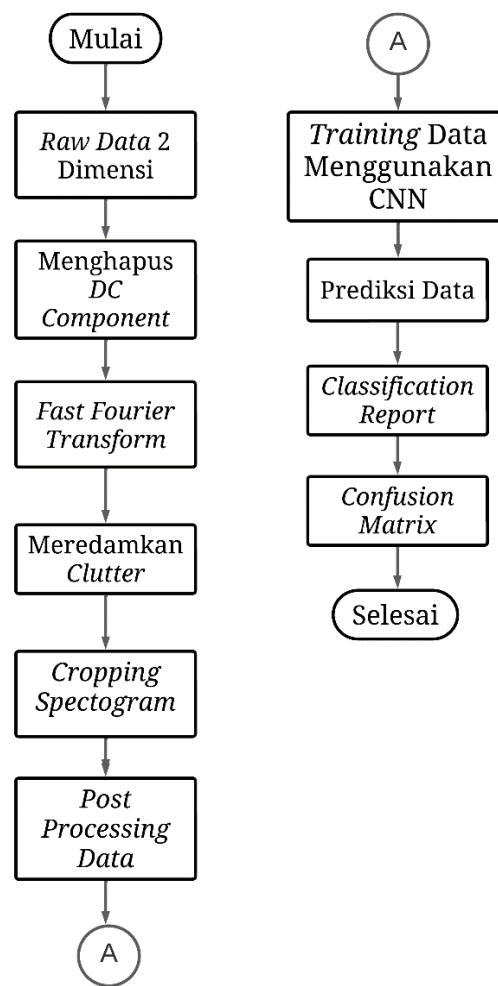 Mulai
Raw Data 2
Dimensi
Menghapus
DC
Component
Fast Fourier
Transform
Meredamkan
Clutter
Cropping
Spectogram
Post
Processing
Data
A
A
Training Data
Menggunakan
CNN
Prediksi Data
Classification
Report
Confusion
Matrix
Selesai